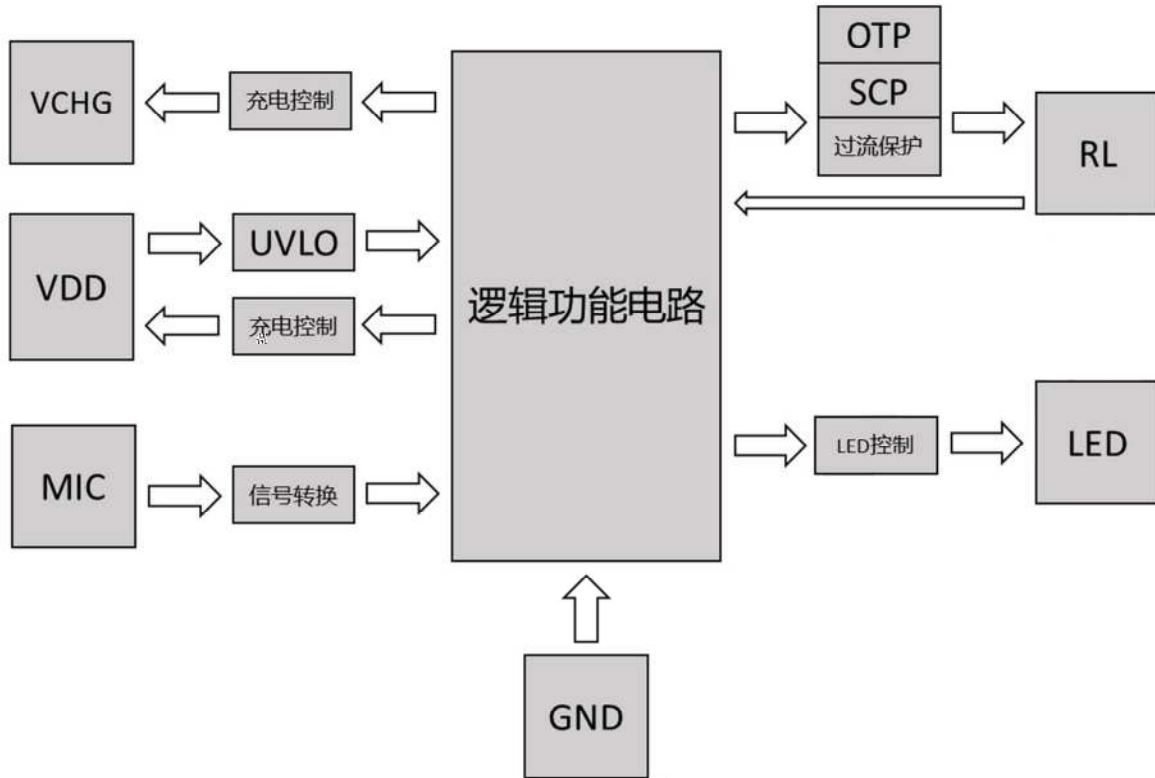 VCHG
充电控制
VDD
UVLO
充电控制
MIC
信号转换
逻辑功能电路
GND
OTP
SCP
过流保护
RL
LED控制
LED